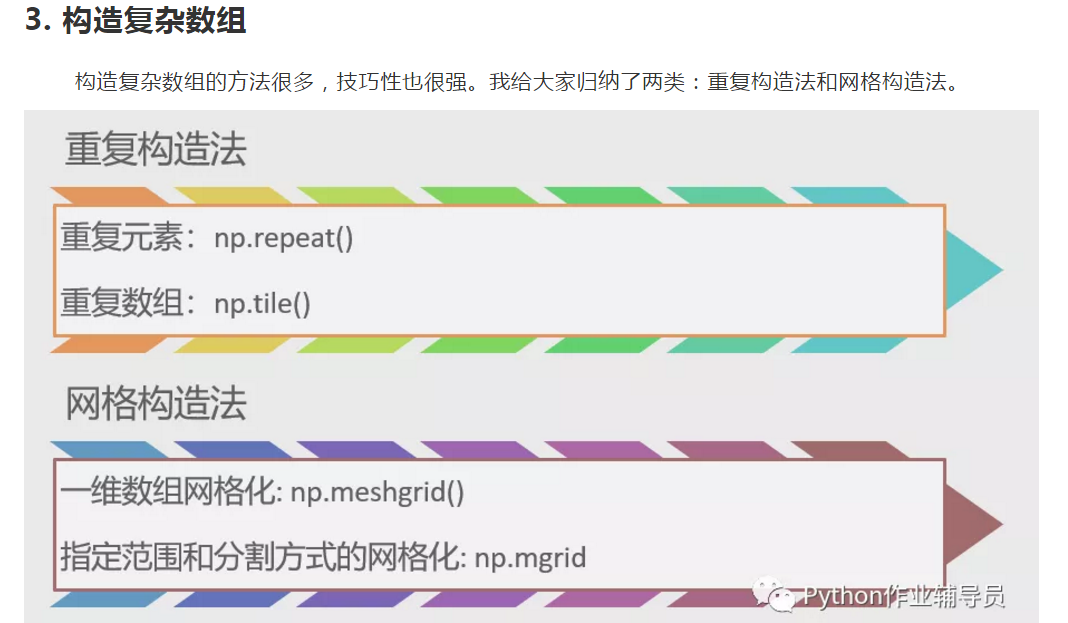 3. 构造复杂数组
构造复杂数组的方法很多，技巧性也很强。我给大家归纳了两类：重复构造法和网格构造法。
重复构造法
重复元素：np.repeat()
重复数组：np.tile()
网格构造法
一维数组网格化: np.meshgrid()
指定范围和分割方式的网格化: np.mgrid
Python作业辅导员